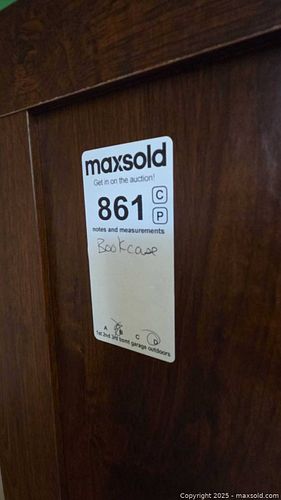 maxsold
Get in on the auction!
861 C
P
notes and measurements
Bookcase
A B C D
1st 2nd 3rd bsmt garage outdoors
Copyright 2025 - maxsold.com